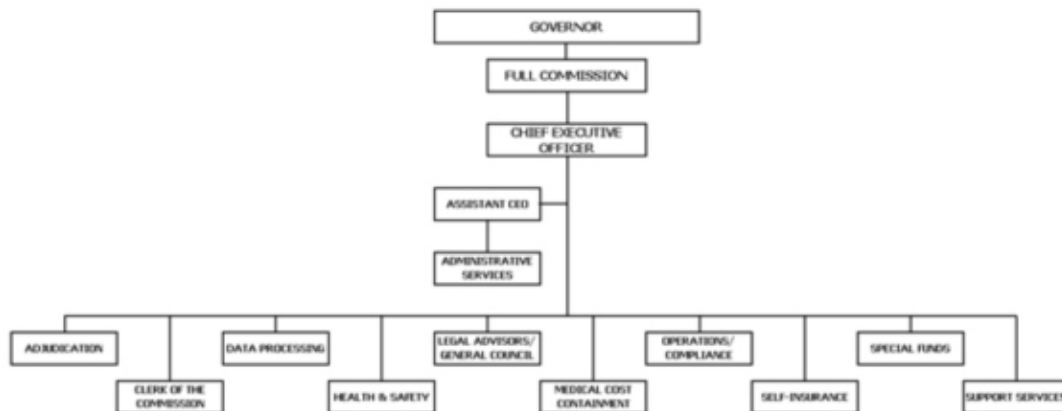 GOVERNOR
FULL COMMISSION
CHIEF EXECUTIVE
OFFICER
ASSISTANT CEO
ADMINISTRATIVE
SERVICES
ADJUDICATION
DATA PROCESSING
LEGAL ADVISORS/
GENERAL COUNCIL
OPERATIONS/
COMPLIANCE
SPECIAL FUNDS
CLERK OF THE
COMMISSION
HEALTH & SAFETY
MEDICAL COST
CONTAINMENT
SELF-INSURANCE
SUPPORT SERVICES